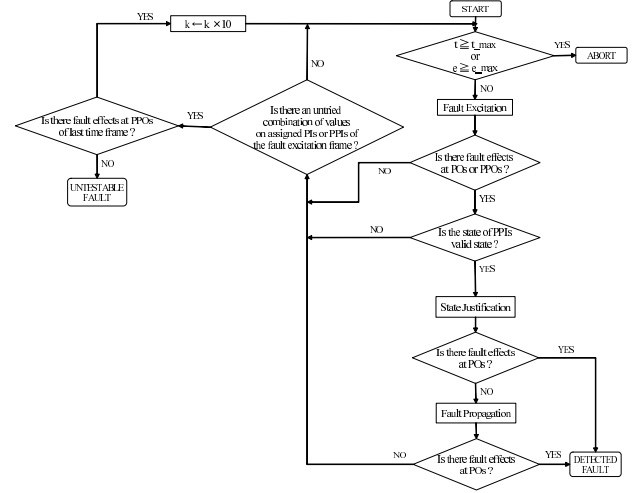 START
YES
k ← k ×10
t ≧ t_max
or
e ≧ e_max
YES
ABORT
NO
NO
Fault Excitation
Is there fault effects at PPOs
of last time frame ?
YES
Is there an untried
combination of values
on assigned PIs or PPIs of
the fault excitation frame ?
Is there fault effects
at POs or PPOs ?
NO
NO
UNTESTABLE
FAULT
YES
Is the state of PPIs
valid state ?
NO
YES
State Justification
Is there fault effects
at POs ?
YES
NO
Fault Propagation
Is there fault effects
at POs ?
NO
YES
DETECTED
FAULT